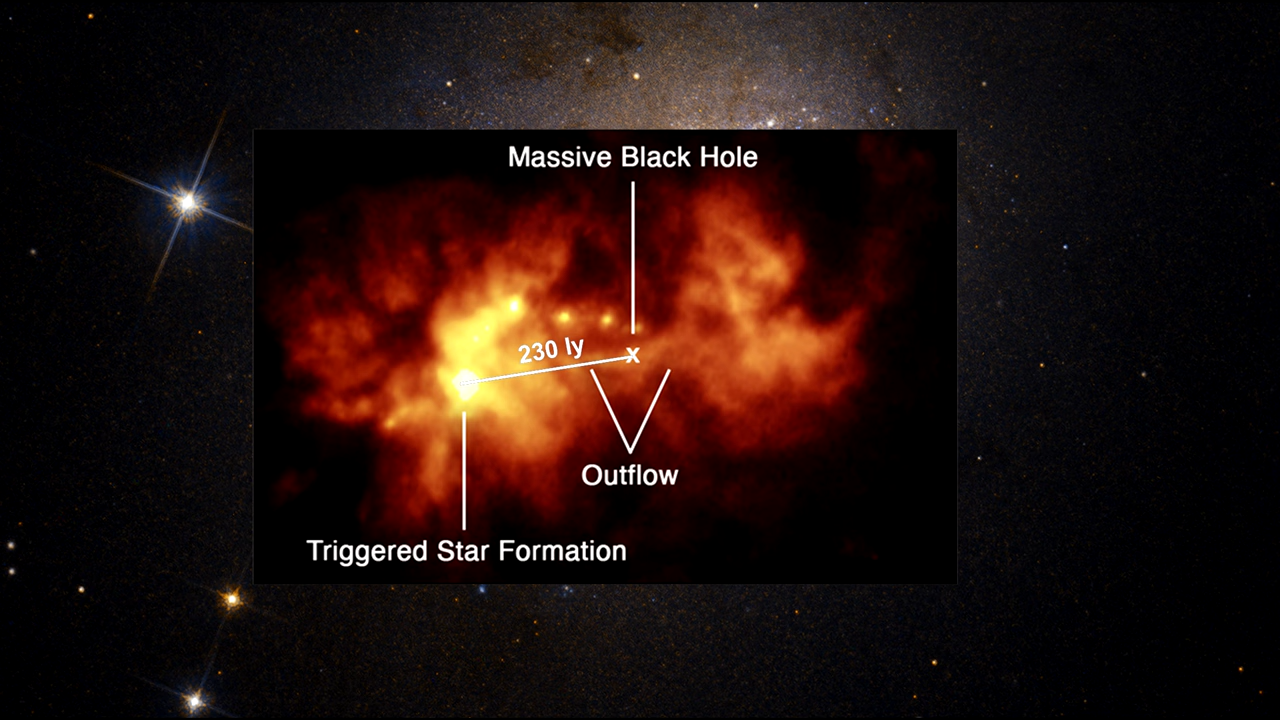 Massive Black Hole
230 ly
x
Outflow
Triggered Star Formation